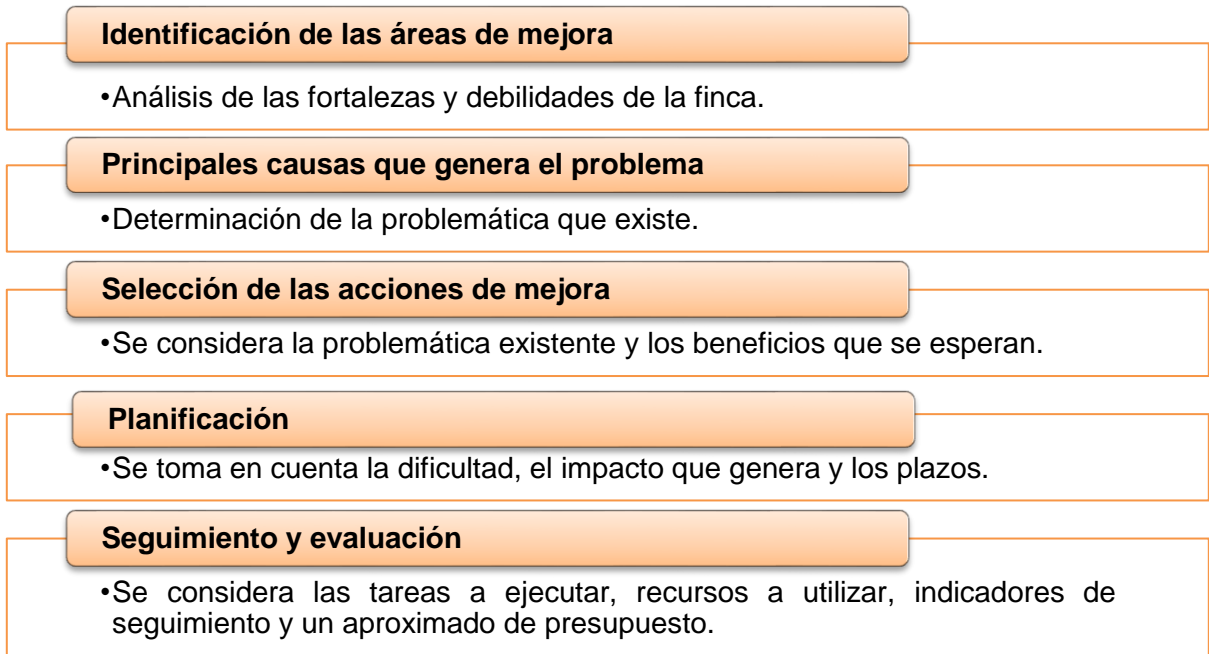 Identificación de las áreas de mejora
•Análisis de las fortalezas y debilidades de la finca.
Principales causas que genera el problema
•Determinación de la problemática que existe.
Selección de las acciones de mejora
•Se considera la problemática existente y los beneficios que se esperan.
Planificación
•Se toma en cuenta la dificultad, el impacto que genera y los plazos.
Seguimiento y evaluación
•Se considera las tareas a ejecutar, recursos a utilizar, indicadores de
seguimiento y un aproximado de presupuesto.